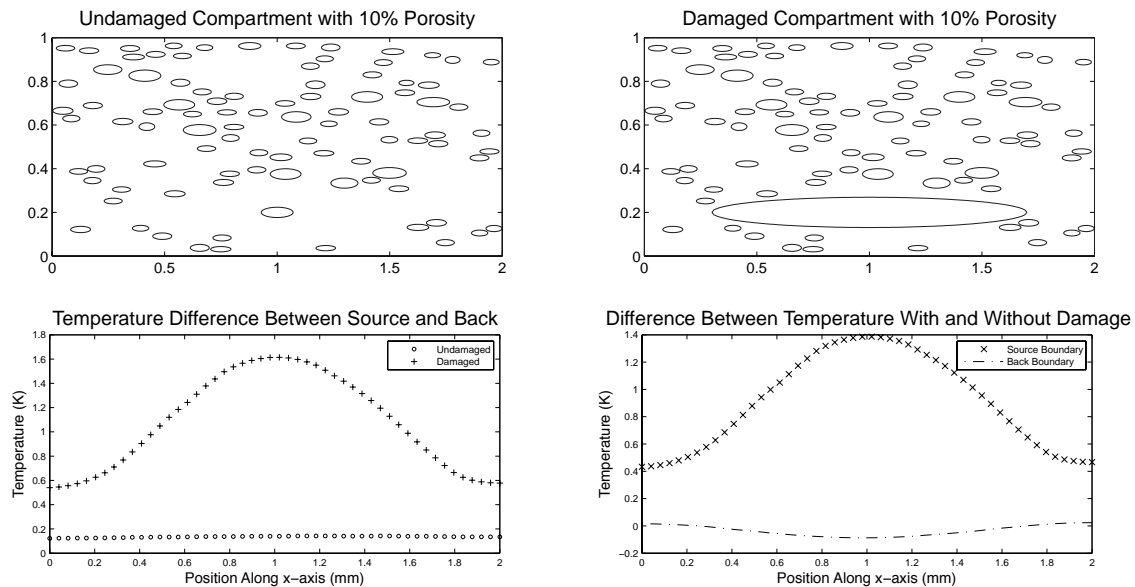 Undamaged Compartment with 10% Porosity
1
0.8
0.6
0.4
0.2
0
0 0.5 1 1.5 2
Damaged Compartment with 10% Porosity
1
0.8
0.6
0.4
0.2
0
0 0.5 1 1.5 2
Temperature Difference Between Source and Back
1.8
1.6
1.4
1.2
1
0.8
0.6
0.4
0.2
0
Temperature (K)
Undamaged
Damaged
0 0.2 0.4 0.6 0.8 1 1.2 1.4 1.6 1.8 2
Position Along x−axis (mm)
Difference Between Temperature With and Without Damage
1.4
1.2
1
0.8
0.6
0.4
0.2
0
−0.2
Temperature (K)
Source Boundary
Back Boundary
0 0.2 0.4 0.6 0.8 1 1.2 1.4 1.6 1.8 2
Position Along x−axis (mm)